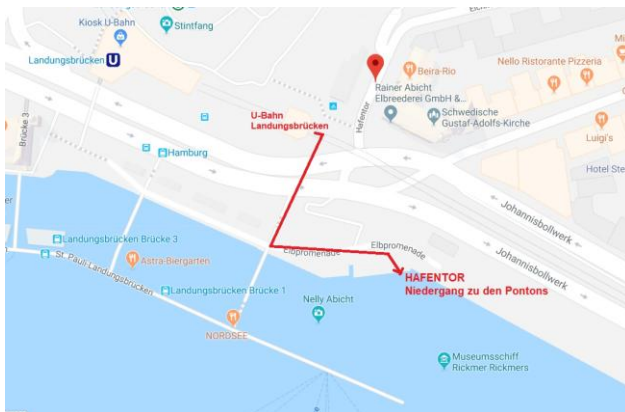 Kiosk U-Bahn
Stintfang
Landungsbrücken U
Beira-Rio
Nello Ristorante Pizzeria
Rainer Abicht
Elbreederei GmbH &...
Schwedische
Gustaf-Adolfs-Kirche
Luigi's
Hafentor
U-Bahn
Landungsbrücken
Brücke 3
Hamburg
Hotel Ste
Johannisbollwerk
Johannisbollwerk
Landungsbrücken Brücke 3
Astra-Biergarten
St. Pauli-Landungsbrücken
Elbpromenade
Elbpromenade
HAFENTOR
Niedergang zu den Pontons
Landungsbrücken Brücke 1
Nelly Abicht
NORDSEE
Museumsschiff
Rickmer Rickmers